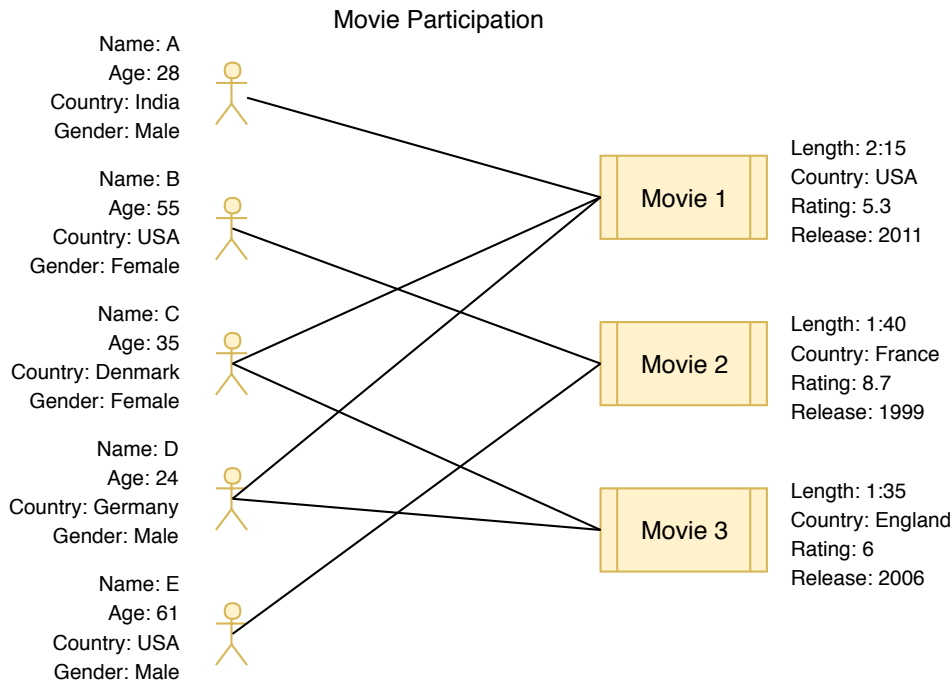 Movie Participation
Name: A
Age: 28
Country: India
Gender: Male
Name: B
Age: 55
Country: USA
Gender: Female
Name: C
Age: 35
Country: Denmark
Gender: Female
Name: D
Age: 24
Country: Germany
Gender: Male
Name: E
Age: 61
Country: USA
Gender: Male
Movie 1
Length: 2:15
Country: USA
Rating: 5.3
Release: 2011
Movie 2
Length: 1:40
Country: France
Rating: 8.7
Release: 1999
Movie 3
Length: 1:35
Country: England
Rating: 6
Release: 2006